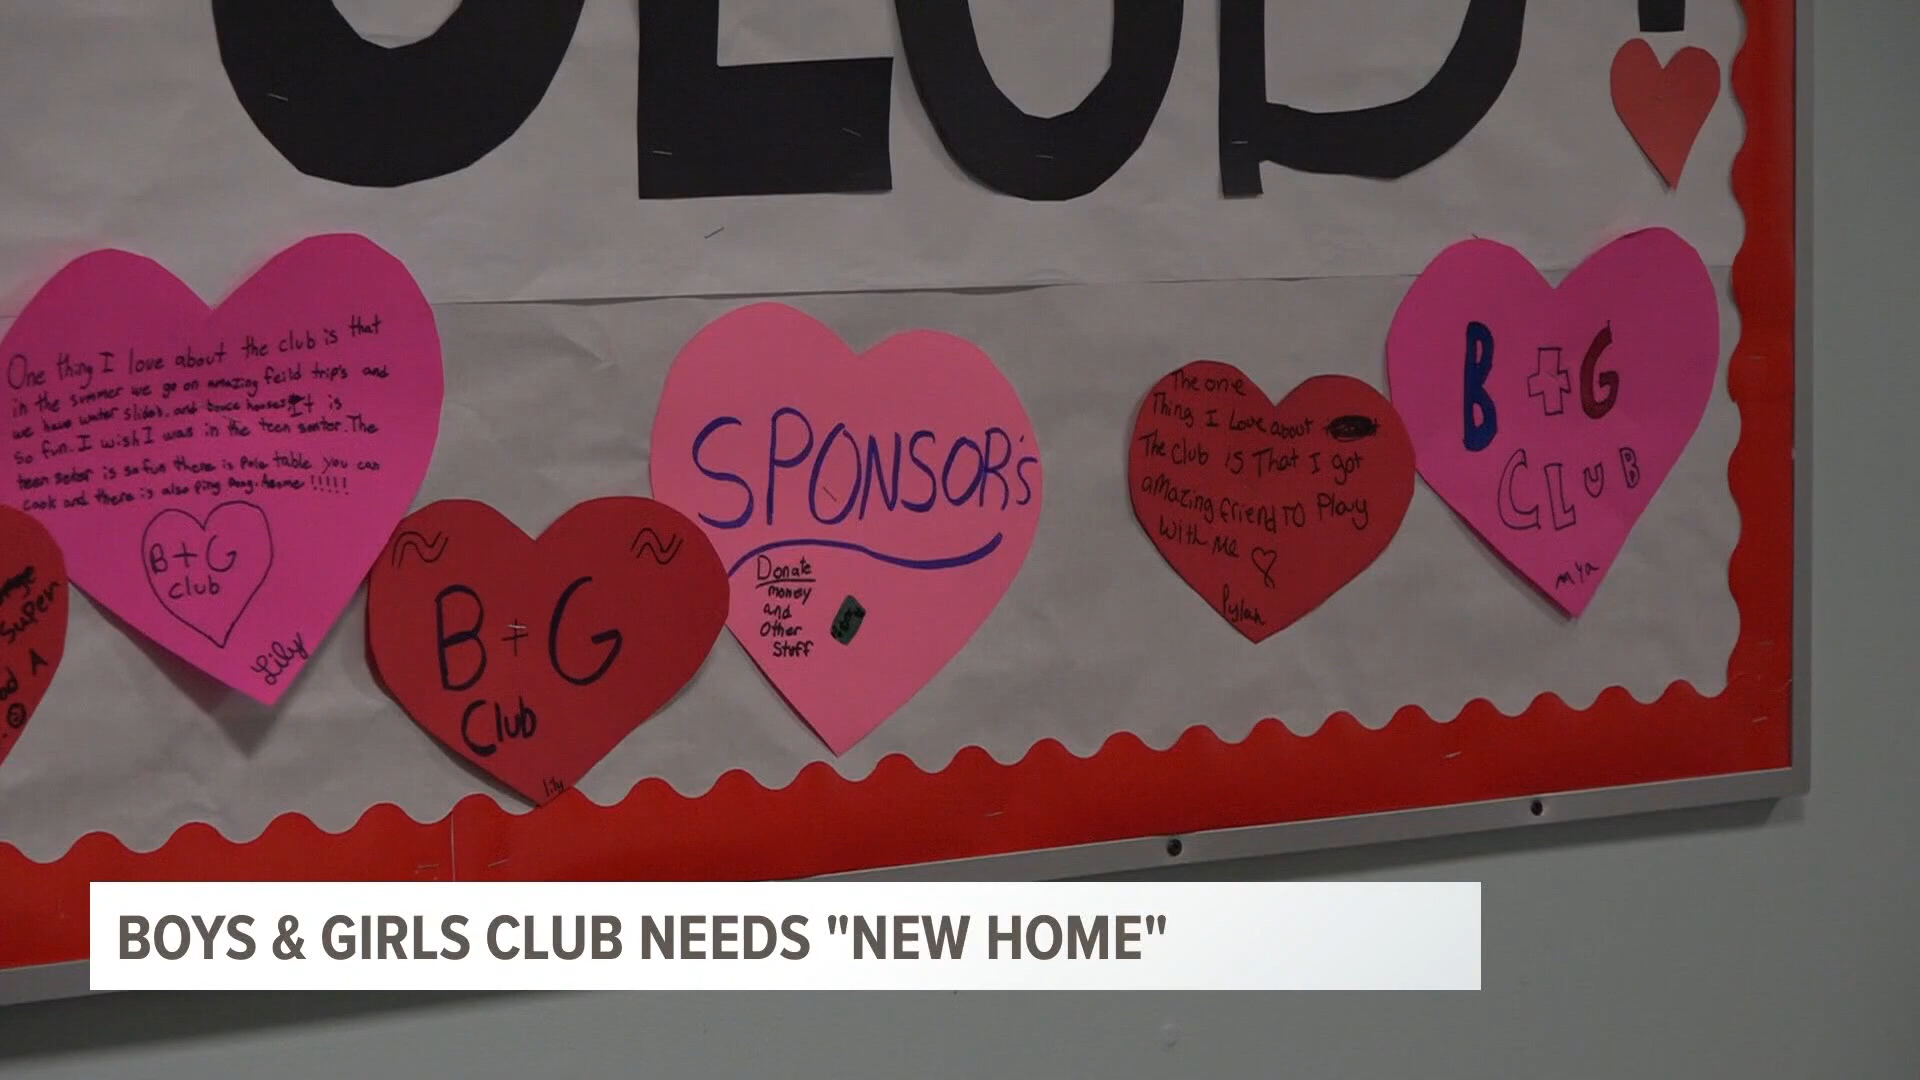 CLUB!
One thing I love about the club is that
in the summer we go on amazing feild trip's and
we have water slides, and bouce houses It is
so fun. I wish I was in the teen senter. The
teen senter is so fun there is Pole table you can
cook and there is also ping pong.
B+G
club
Lily
super
A
B + G
Club
lily
SPONSOR's
Donate
money
and
Other
Stuff
The one
Thing I Love about
The club is That I got
amazing friend TO Play
With Me
B + G
CLUB
mya
BOYS & GIRLS CLUB NEEDS "NEW HOME"